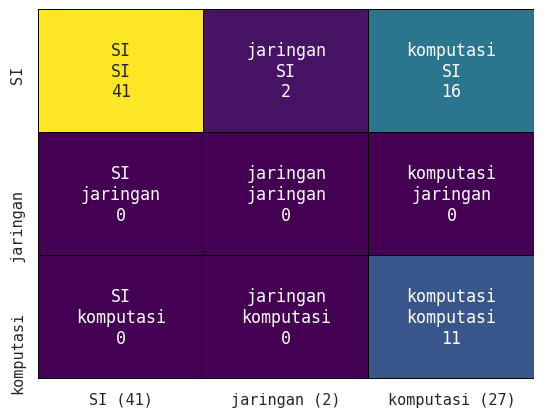 SI
SI
SI
41
jaringan
SI
2
komputasi
SI
16
jaringan
SI
jaringan
0
jaringan
jaringan
0
komputasi
jaringan
0
komputasi
SI
komputasi
0
jaringan
komputasi
0
komputasi
komputasi
11
SI (41)
jaringan (2)
komputasi (27)